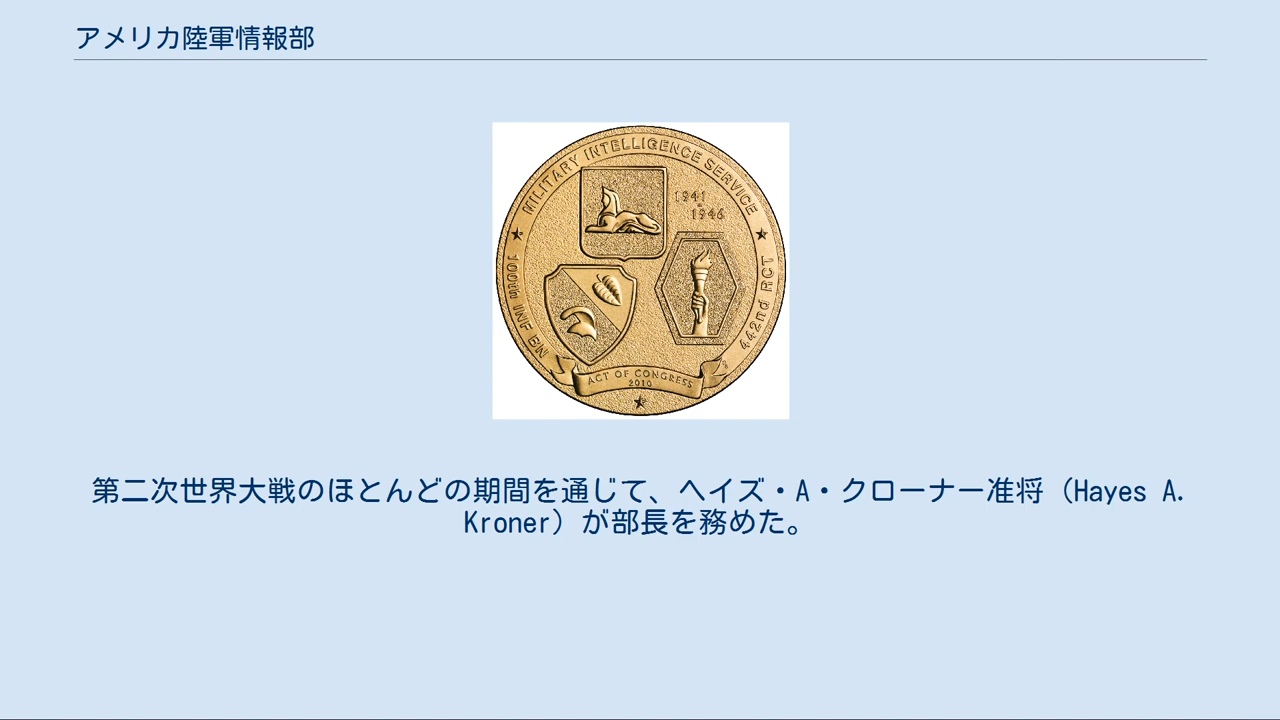 アメリカ陸軍情報部
MILITARY INTELLIGENCE SERVICE
1941
-
1946
100th INF BN
442nd RCT
ACT OF CONGRESS
2010
第二次世界大戦のほとんどの期間を通じて、ヘイズ・A・クローナー准将（Hayes A.
Kroner）が部長を務めた。